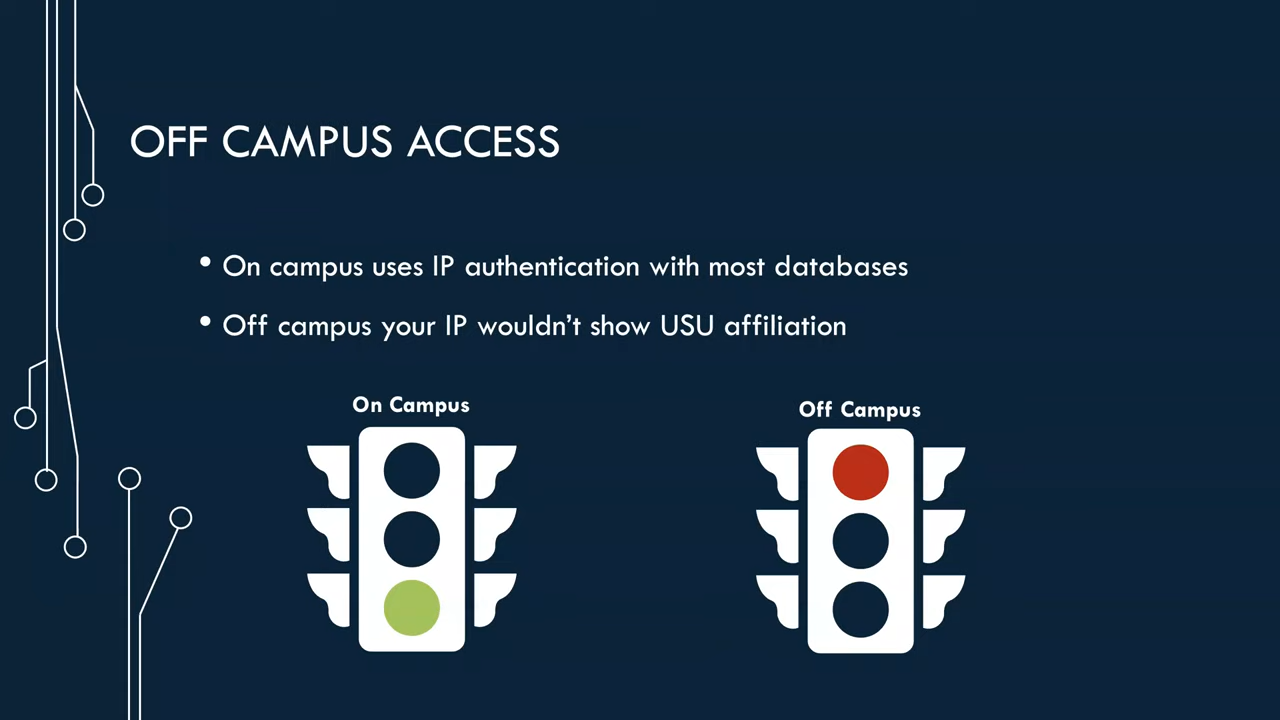 OFF CAMPUS ACCESS
• On campus uses IP authentication with most databases
• Off campus your IP wouldn’t show USU affiliation
On Campus
Off Campus